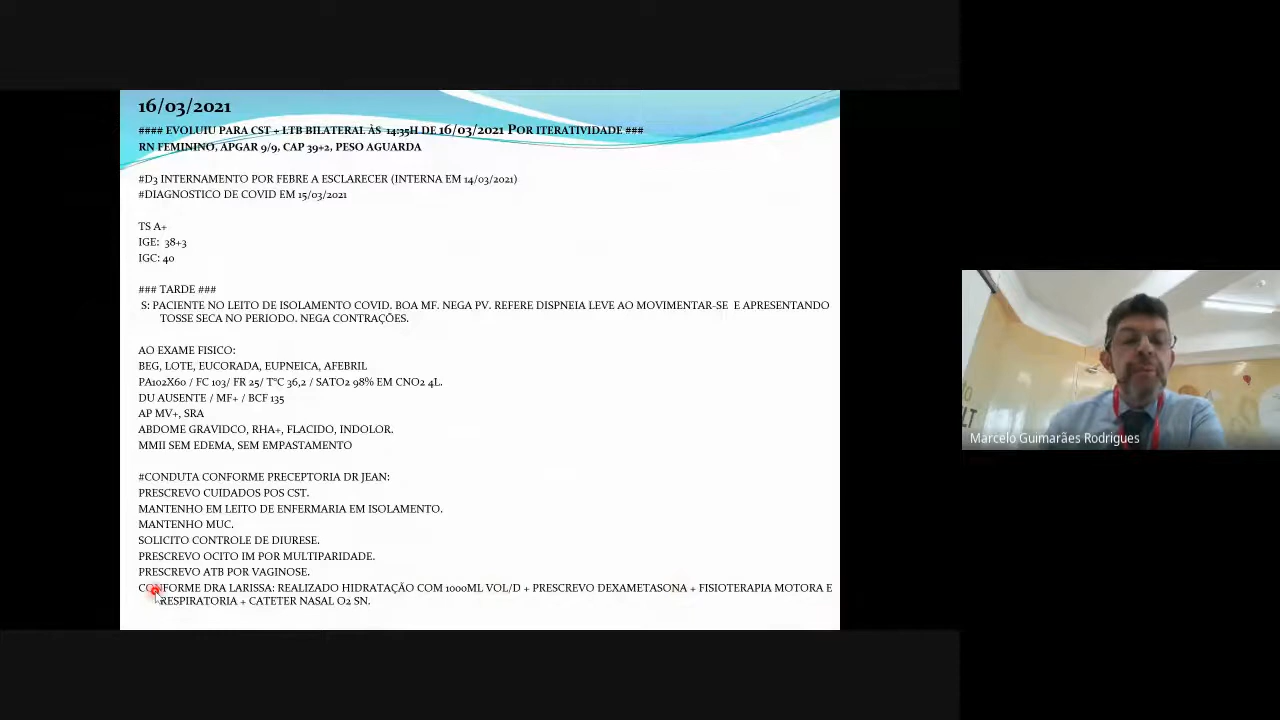 16/03/2021
#### EVOLUIU PARA CST + LTB BILATERAL ÀS 14:35H DE 16/03/2021 POR ITERATIVIDADE ###
RN FEMININO, APGAR 9/9, CAP 39+2, PESO AGUARDA
#D3 INTERNAMENTO POR FEBRE A ESCLARECER (INTERNA EM 14/03/2021)
#DIAGNOSTICO DE COVID EM 15/03/2021
TS A+
IGE: 38+3
IGC: 40
### TARDE ###
S: PACIENTE NO LEITO DE ISOLAMENTO COVID. BOA MF. NEGA PV. REFERE DISPNEIA LEVE AO MOVIMENTAR-SE E APRESENTANDO
TOSSE SECA NO PERIODO. NEGA CONTRAÇÕES.
AO EXAME FISICO:
BEG, LOTE, EUCORADA, EUPNEICA, AFEBRIL
PA102X60 / FC 103/ FR 25/ T°C 36,2 / SATO2 98% EM CNO2 4L.
DU AUSENTE / MF+ / BCF 135
AP MV+, SRA
ABDOME GRAVIDCO, RHA+, FLACIDO, INDOLOR.
MMII SEM EDEMA, SEM EMPASTAMENTO
#CONDUTA CONFORME PRECEPTORIA DR JEAN:
PRESCREVO CUIDADOS POS CST.
MANTENHO EM LEITO DE ENFERMARIA EM ISOLAMENTO.
MANTENHO MUC.
SOLICITO CONTROLE DE DIURESE.
PRESCREVO OCITO IM POR MULTIPARIDADE.
PRESCREVO ATB POR VAGINOSE.
CONFORME DRA LARISSA: REALIZADO HIDRATAÇÃO COM 1000ML VOL/D + PRESCREVO DEXAMETASONA + FISIOTERAPIA MOTORA E
RESPIRATORIA + CATETER NASAL O2 SN.
Marcelo Guimarães Rodrigues